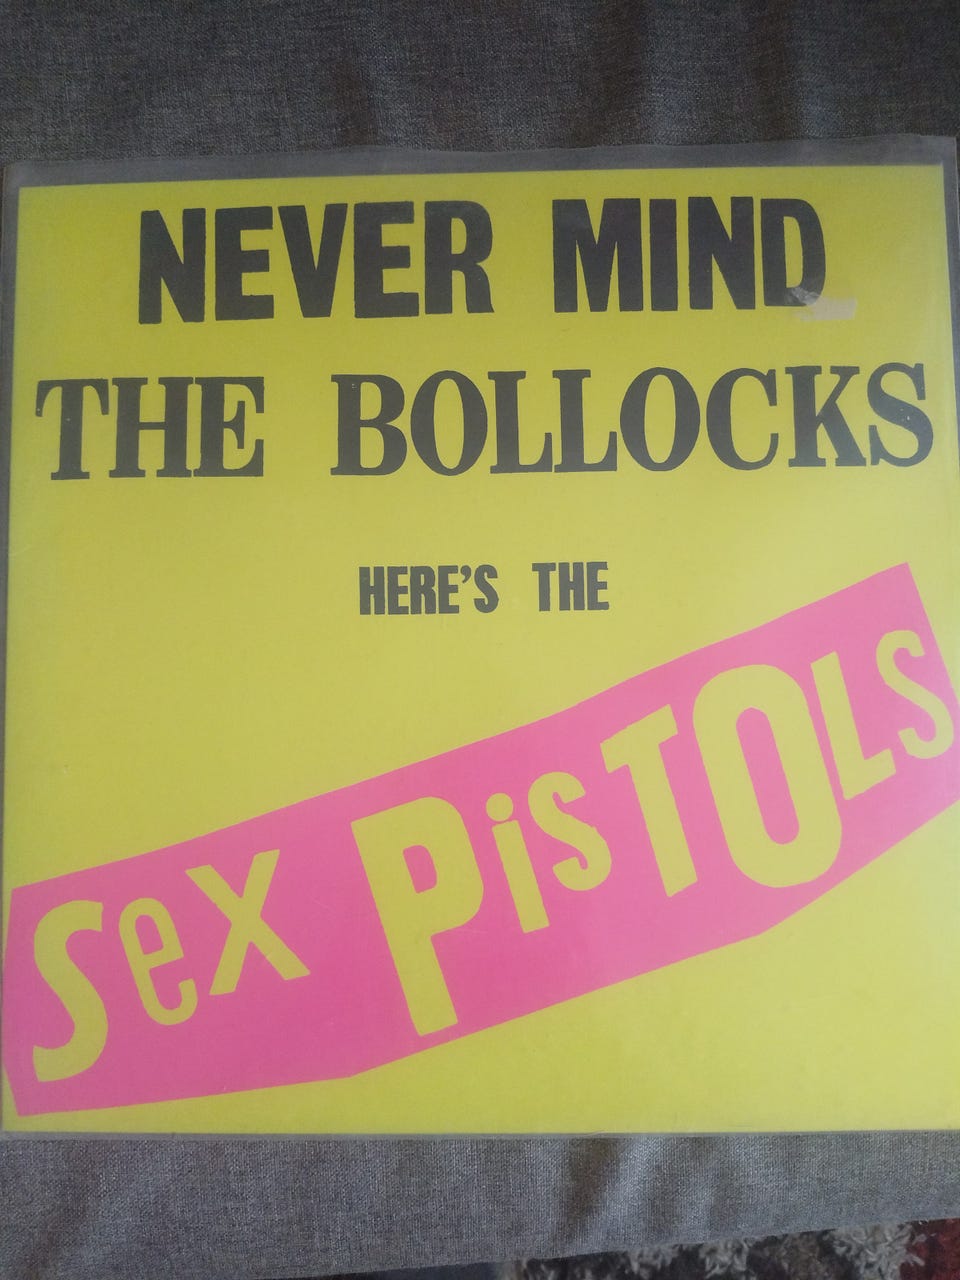 NEVER MIND
THE BOLLOCKS
HERE'S THE
Sex PiSTOLS